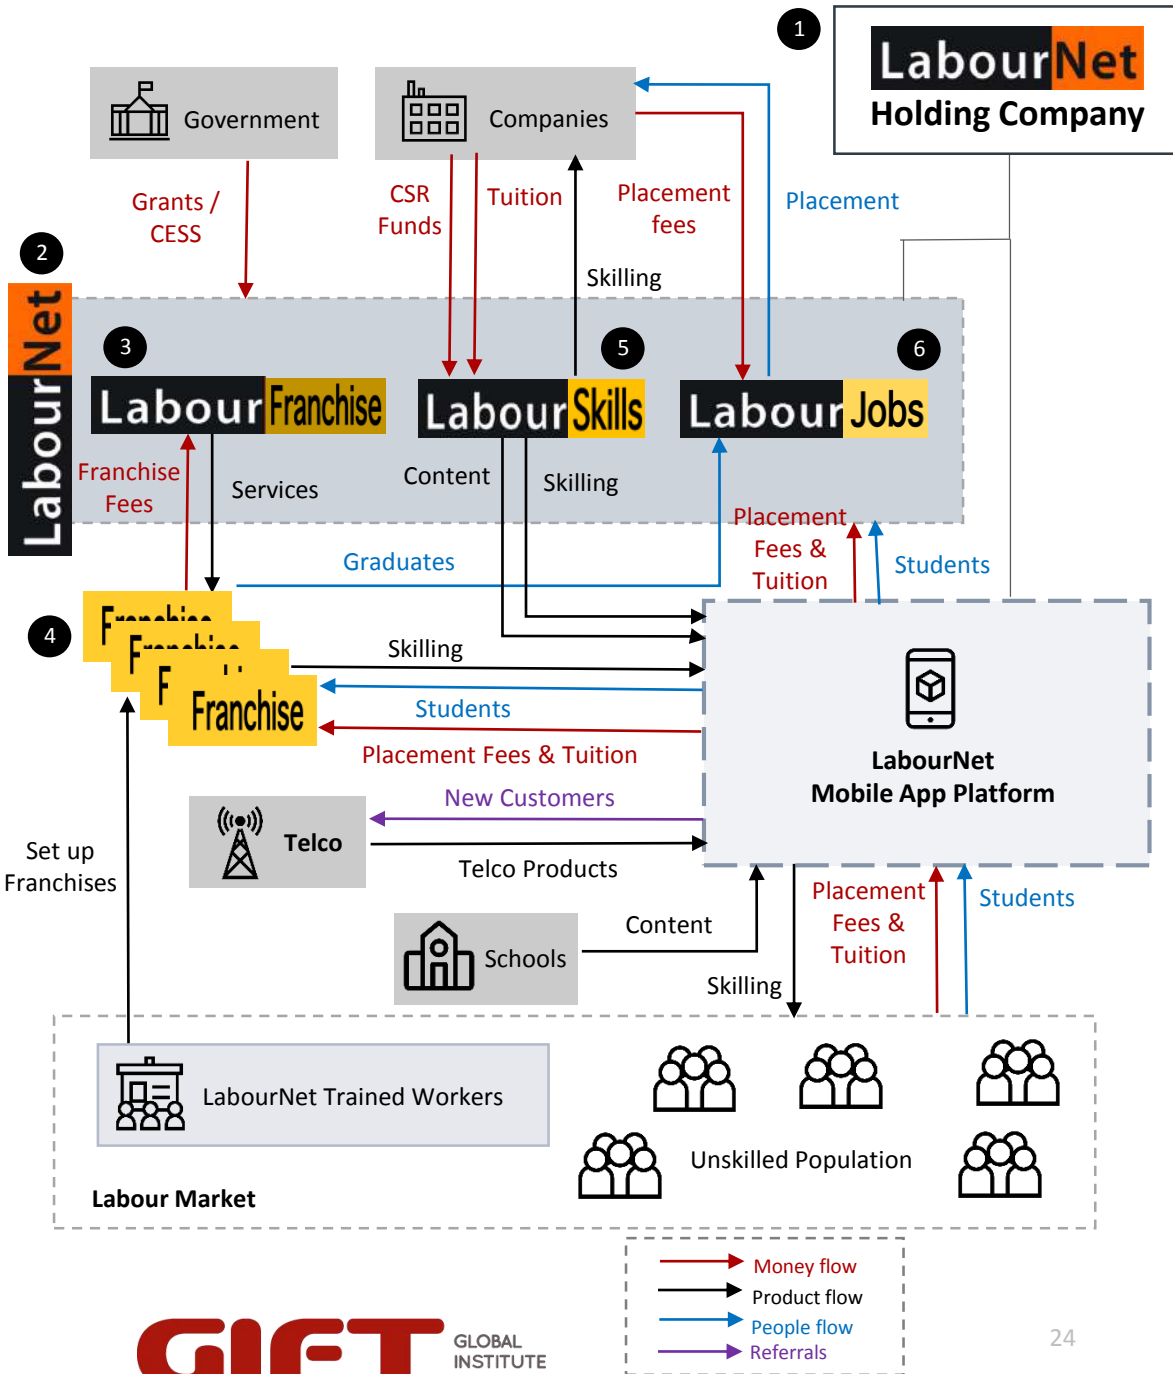 1
LabourNet
Holding Company
Government
Companies
Grants /
CESS
CSR
Funds
Tuition
Placement
fees
Placement
Skilling
2
LabourNet
3
LabourFranchise
5
LabourSkills
6
LabourJobs
Franchise
Fees
Services
Content
Skilling
Placement
Fees &
Tuition
Students
Graduates
4
Franchise
Franchise
F
Franchise
Skilling
Students
Placement Fees & Tuition
LabourNet
Mobile App Platform
New Customers
Telco
Telco Products
Set up
Franchises
Schools
Content
Skilling
Placement
Fees &
Tuition
Students
LabourNet Trained Workers
Unskilled Population
Labour Market
Money flow
Product flow
People flow
Referrals
GIFT
GLOBAL
INSTITUTE
24